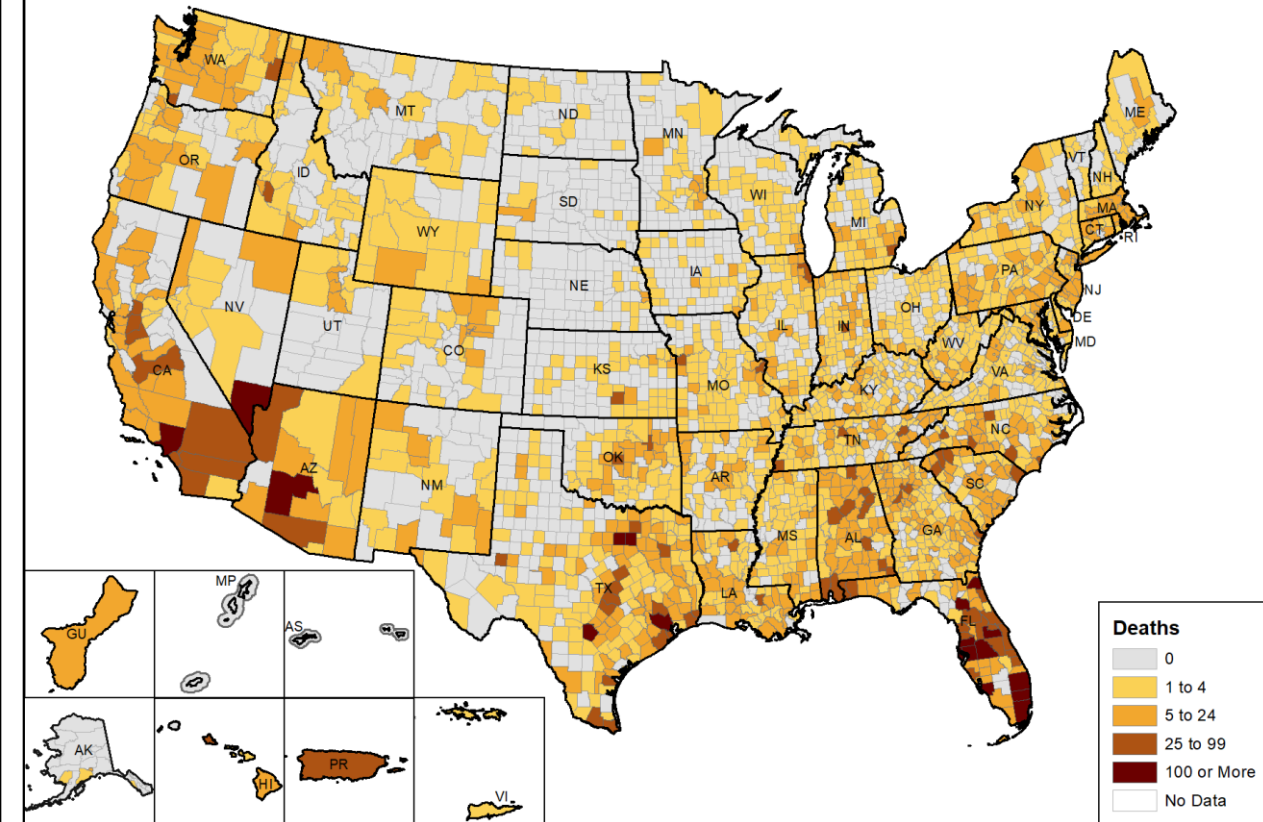 WA
MT
ND
MN
ME
OR
ID
SD
WI
VT
NH
NY
MA
CT
RI
WY
MI
IA
PA
NJ
NE
OH
DE
MD
NV
UT
CO
IL
IN
WV
VA
CA
KS
MO
KY
NC
TN
OK
AZ
NM
AR
SC
MS
AL
GA
TX
LA
FL
MP
AS
GU
AK
HI
PR
VI
Deaths
0
1 to 4
5 to 24
25 to 99
100 or More
No Data